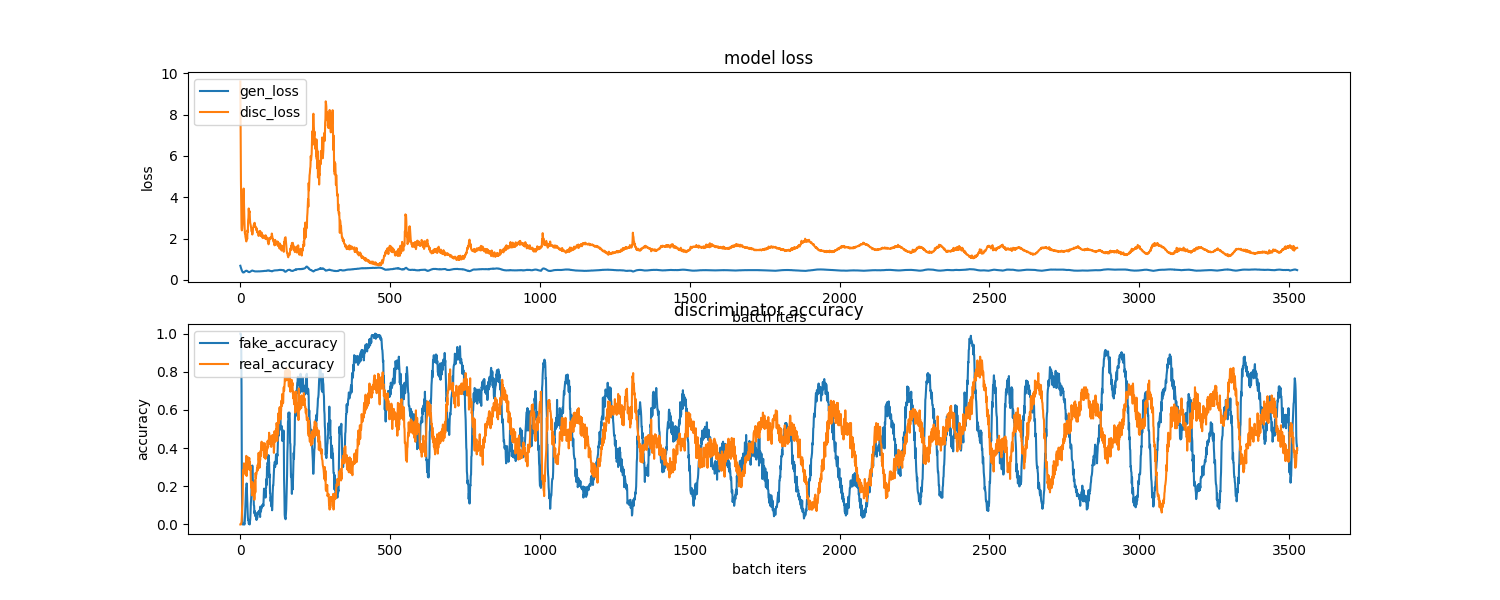 model loss
10
8
6
4
2
0
loss
gen_loss
disc_loss
0 500 1000 1500 2000 2500 3000 3500
batch iters
discriminator accuracy
1.0
0.8
0.6
0.4
0.2
0.0
accuracy
fake_accuracy
real_accuracy
0 500 1000 1500 2000 2500 3000 3500
batch iters